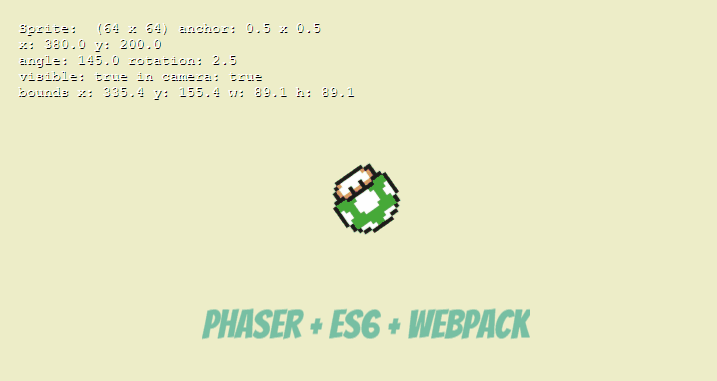 Sprite:  (64 x 64) anchor: 0.5 x 0.5
x: 380.0 y: 200.0
angle: 145.0 rotation: 2.5
visible: true in camera: true
bounds x: 335.4 y: 155.4 w: 89.1 h: 89.1
PHASER + ES6 + WEBPACK